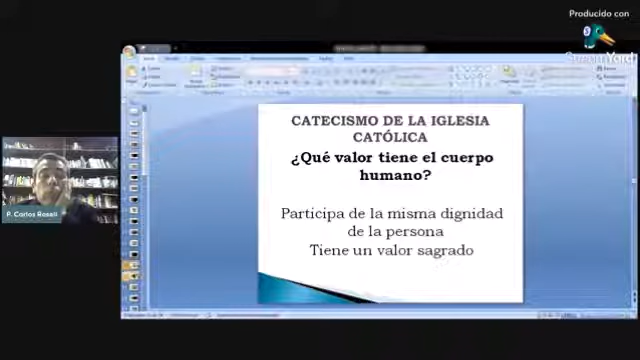 Producido con
StreamYard
CATECISMO DE LA IGLESIA
CATÓLICA
¿Qué valor tiene el cuerpo
humano?
Participa de la misma dignidad
de la persona
Tiene un valor sagrado
P. Carlos Rosell